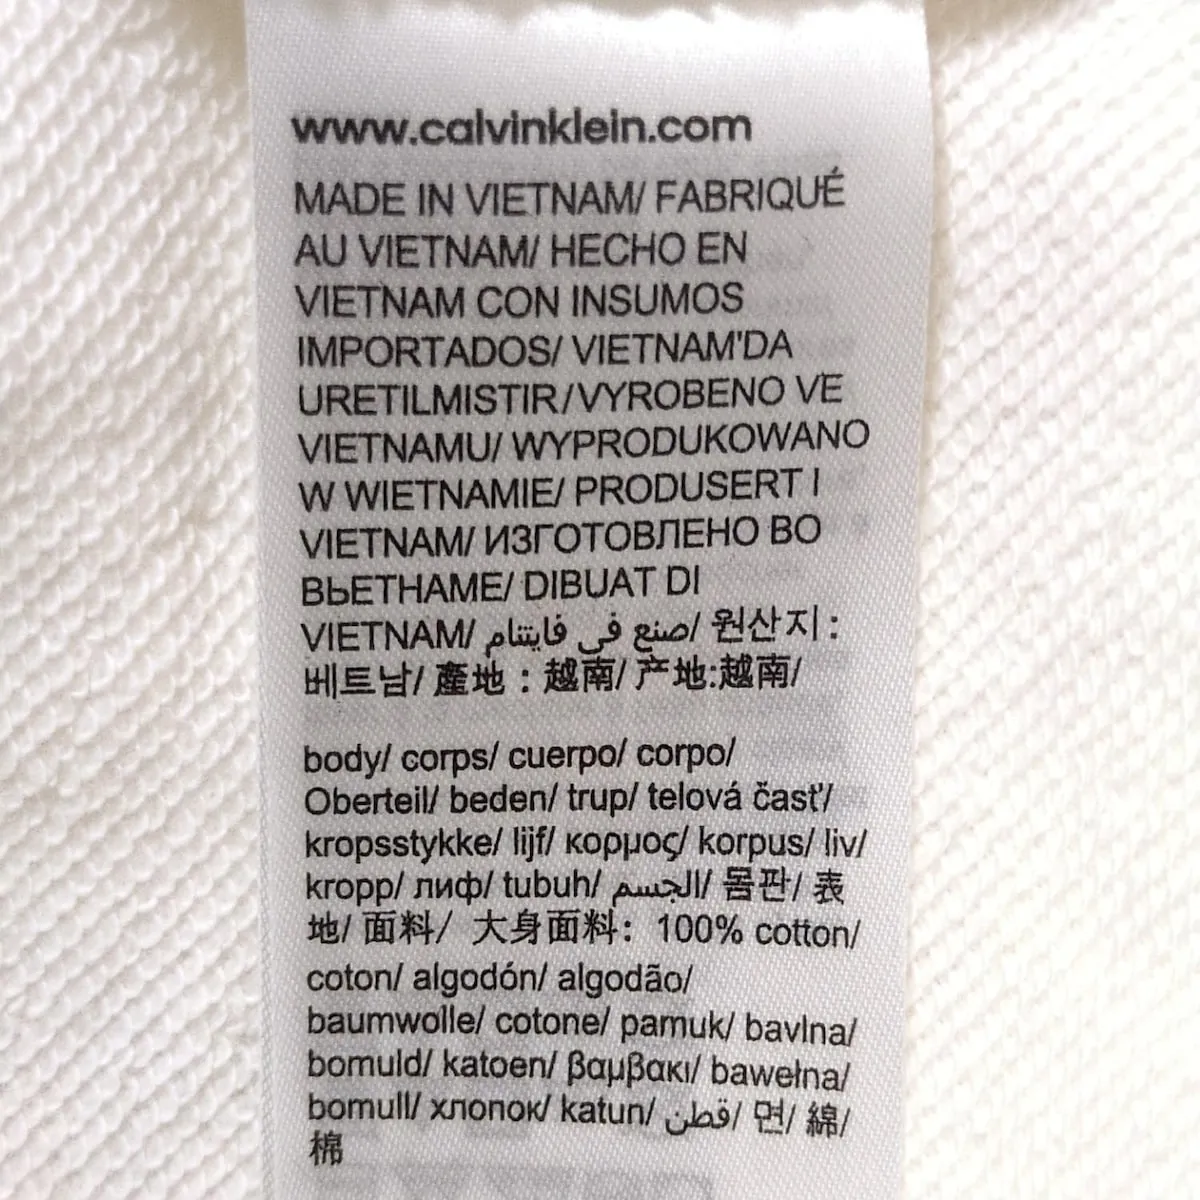 www.calvinklein.com
MADE IN VIETNAM/ FABRIQUÉ
AU VIETNAM/ HECHO EN
VIETNAM CON INSUMOS
IMPORTADOS/ VIETNAM'DA
URETILMISTIR/VYROBENO VE
VIETNAMU/ WYPRODUKOWANO
W WIETNAMIE/ PRODUSERT I
VIETNAM/ ИЗГОТОВЛЕНО ВО
ВЬЕТНАМЕ/ DIBUAT DI
VIETNAM/ صنع في فايتنام/ 원산지 :
베트남/ 產地 : 越南/ 产地:越南/
body/ corps/ cuerpo/ corpo/
Oberteil/ beden/ trup/ telová časť/
kropsstykke/ lijf/ κορμος/ korpus/ liv/
kropp/ лиф/ tubuh/ الجسم/ 몸판/ 表
地/ 面料/ 大身面料: 100% cotton/
coton/ algodón/ algodão/
baumwolle/ cotone/ pamuk/ bavlna/
bomuld/ katoen/ βαμβακι/ bawełna/
bomull/ хлопок/ katun/ قطن/ 면/ 綿/
棉